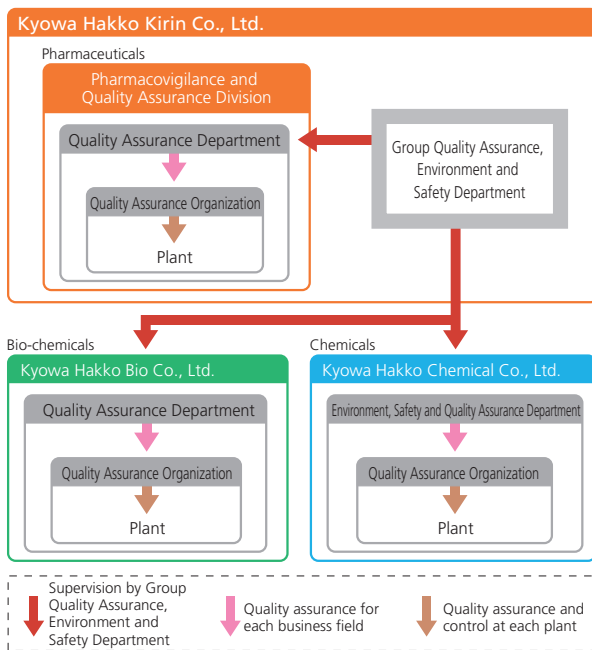 Kyowa Hakko Kirin Co., Ltd.
Pharmaceuticals
Pharmacovigilance and
Quality Assurance Division
Quality Assurance Department
Quality Assurance Organization
Plant
Group Quality Assurance,
Environment and
Safety Department
Bio-chemicals
Kyowa Hakko Bio Co., Ltd.
Quality Assurance Department
Quality Assurance Organization
Plant
Chemicals
Kyowa Hakko Chemical Co., Ltd.
Environment, Safety and Quality Assurance Department
Quality Assurance Organization
Plant
Supervision by Group
Quality Assurance,
Environment and
Safety Department
Quality assurance for
each business field
Quality assurance and
control at each plant